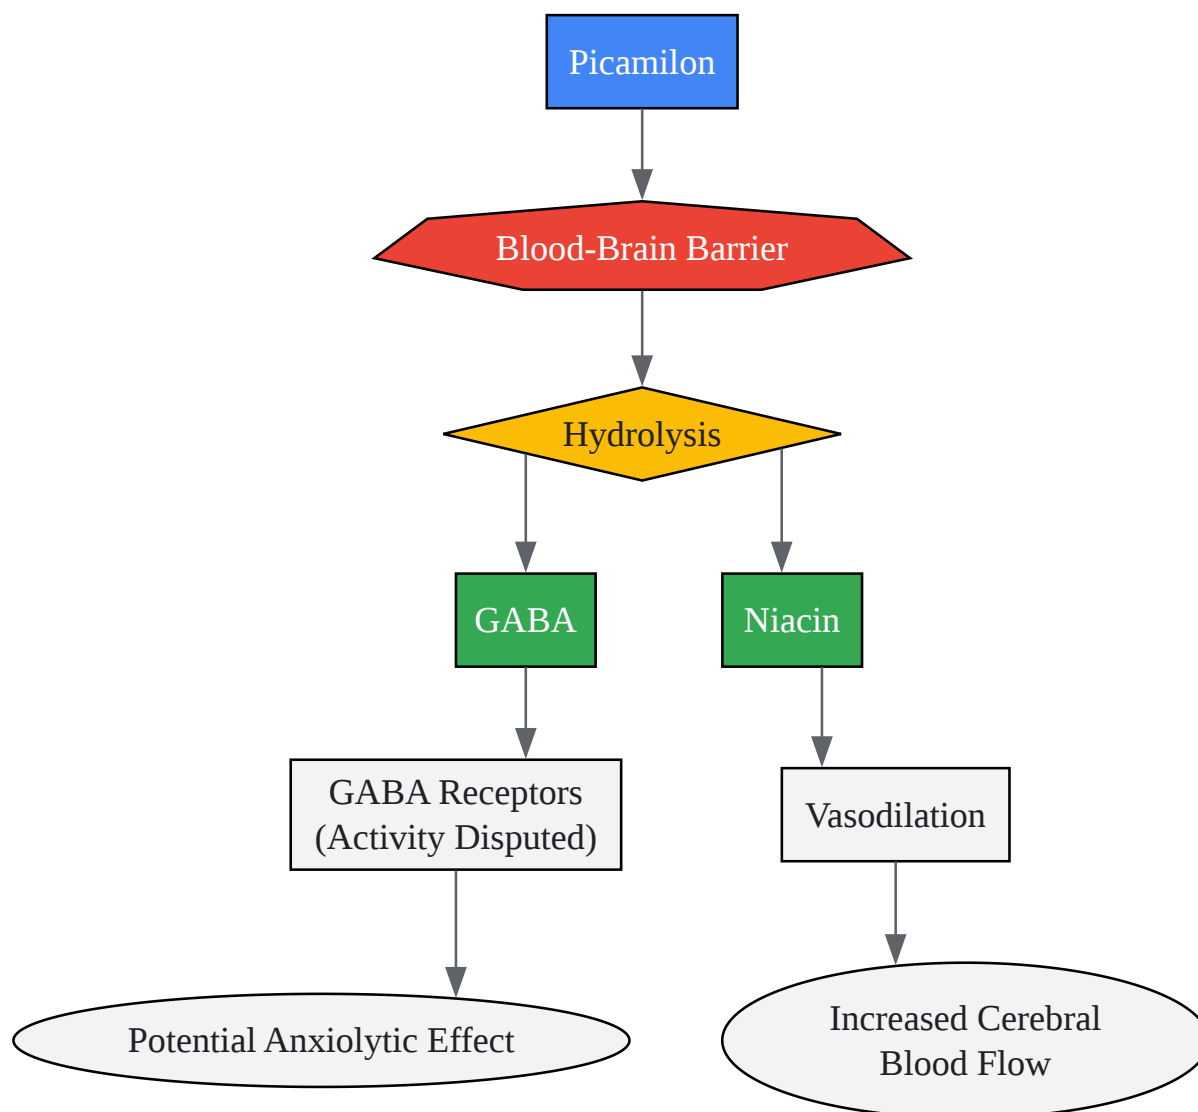 Picamilon
Blood-Brain Barrier
Hydrolysis
GABA
Niacin
GABA Receptors
(Activity Disputed)
Vasodilation
Potential Anxiolytic Effect
Increased Cerebral
Blood Flow